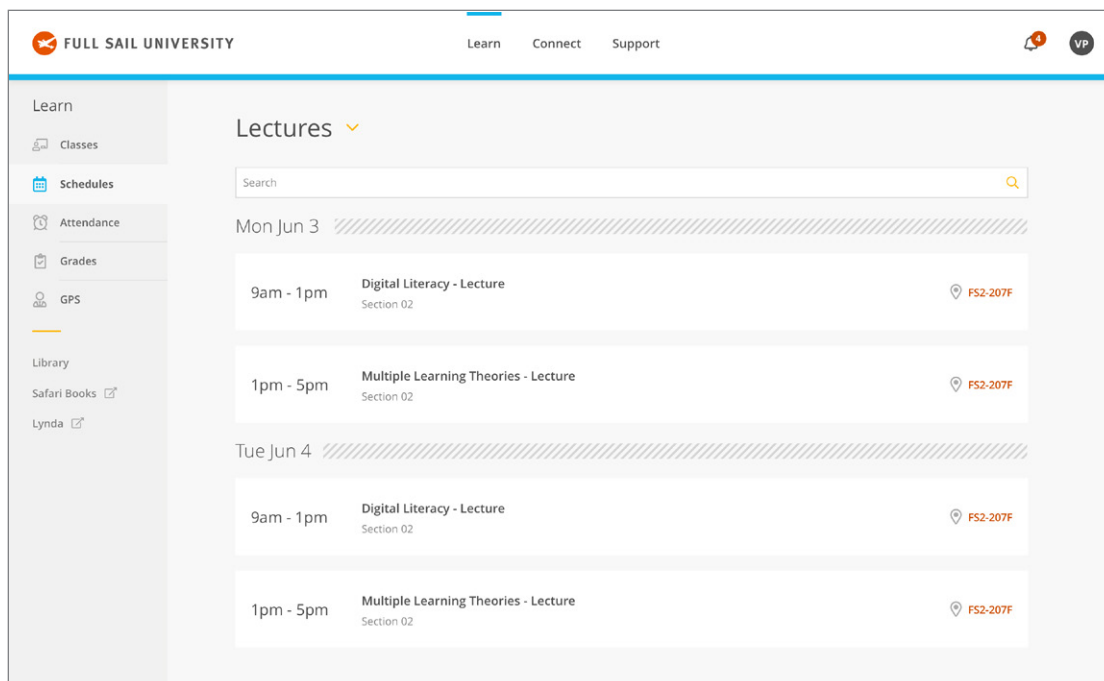 FULL SAIL UNIVERSITY
Learn Connect Support
4
VP
Learn
Classes
Schedules
Attendance
Grades
GPS
Library
Safari Books
Lynda
Lectures
Search
Mon Jun 3
9am - 1pm
Digital Literacy - Lecture
Section 02
FS2-207F
1pm - 5pm
Multiple Learning Theories - Lecture
Section 02
FS2-207F
Tue Jun 4
9am - 1pm
Digital Literacy - Lecture
Section 02
FS2-207F
1pm - 5pm
Multiple Learning Theories - Lecture
Section 02
FS2-207F